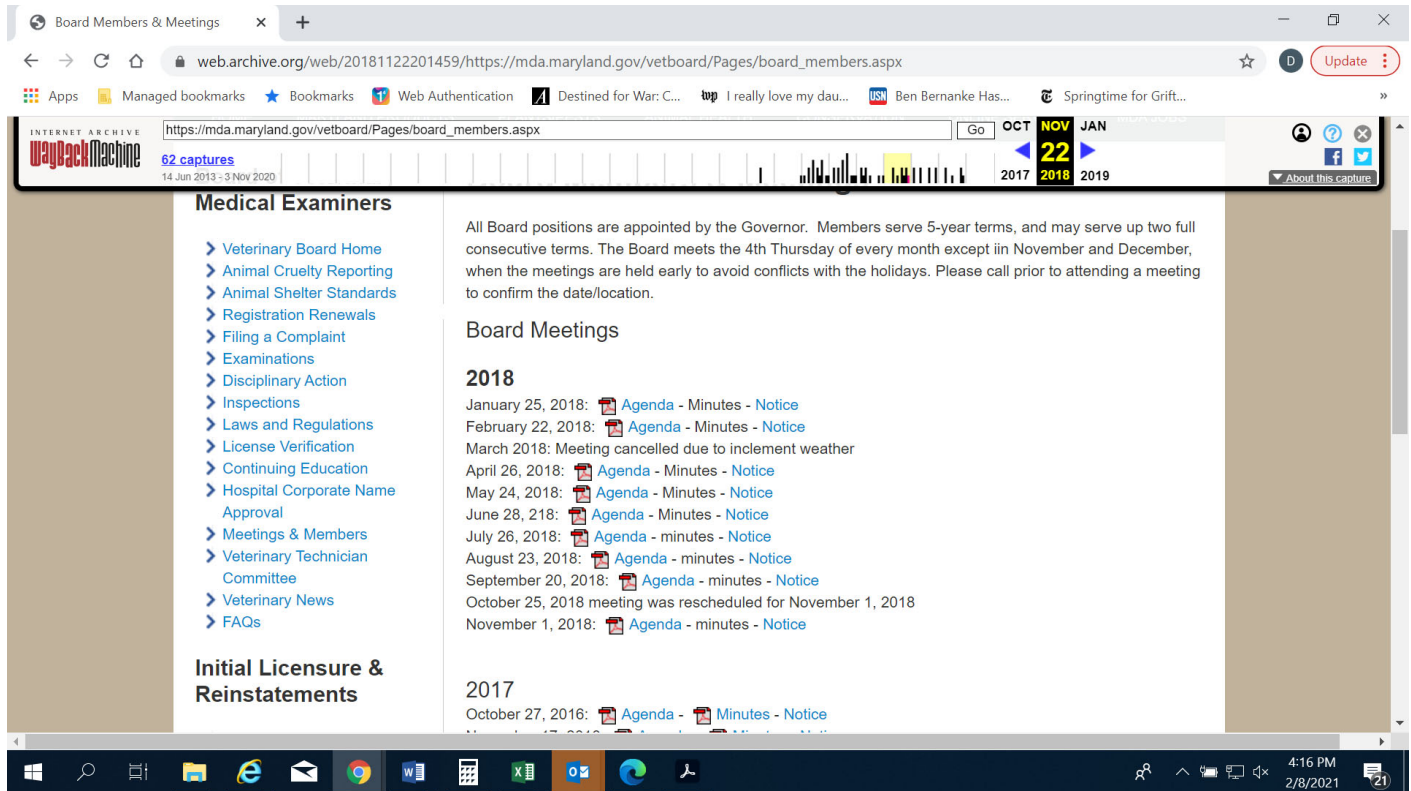 Board Members & Meetings
web.archive.org/web/20181122201459/https://mda.maryland.gov/vetboard/Pages/board_members.aspx
D Update
Apps Managed bookmarks Bookmarks Web Authentication Destined for War: C... I really love my dau... Ben Bernanke Has... Springtime for Grift... »
INTERNET ARCHIVE
WayBackMachine
https://mda.maryland.gov/vetboard/Pages/board_members.aspx Go
62 captures
14 Jun 2013 - 3 Nov 2020
OCT NOV JAN
22
2017 2018 2019
About this capture
Medical Examiners
Veterinary Board Home
Animal Cruelty Reporting
Animal Shelter Standards
Registration Renewals
Filing a Complaint
Examinations
Disciplinary Action
Inspections
Laws and Regulations
License Verification
Continuing Education
Hospital Corporate Name
Approval
Meetings & Members
Veterinary Technician
Committee
Veterinary News
FAQs
Initial Licensure &
Reinstatements
All Board positions are appointed by the Governor. Members serve 5-year terms, and may serve up two full
consecutive terms. The Board meets the 4th Thursday of every month except iin November and December,
when the meetings are held early to avoid conflicts with the holidays. Please call prior to attending a meeting
to confirm the date/location.
Board Meetings
2018
January 25, 2018: Agenda - Minutes - Notice
February 22, 2018: Agenda - Minutes - Notice
March 2018: Meeting cancelled due to inclement weather
April 26, 2018: Agenda - Minutes - Notice
May 24, 2018: Agenda - Minutes - Notice
June 28, 218: Agenda - Minutes - Notice
July 26, 2018: Agenda - minutes - Notice
August 23, 2018: Agenda - minutes - Notice
September 20, 2018: Agenda - minutes - Notice
October 25, 2018 meeting was rescheduled for November 1, 2018
November 1, 2018: Agenda - minutes - Notice
2017
October 27, 2016: Agenda - Minutes - Notice
4:16 PM
2/8/2021
21